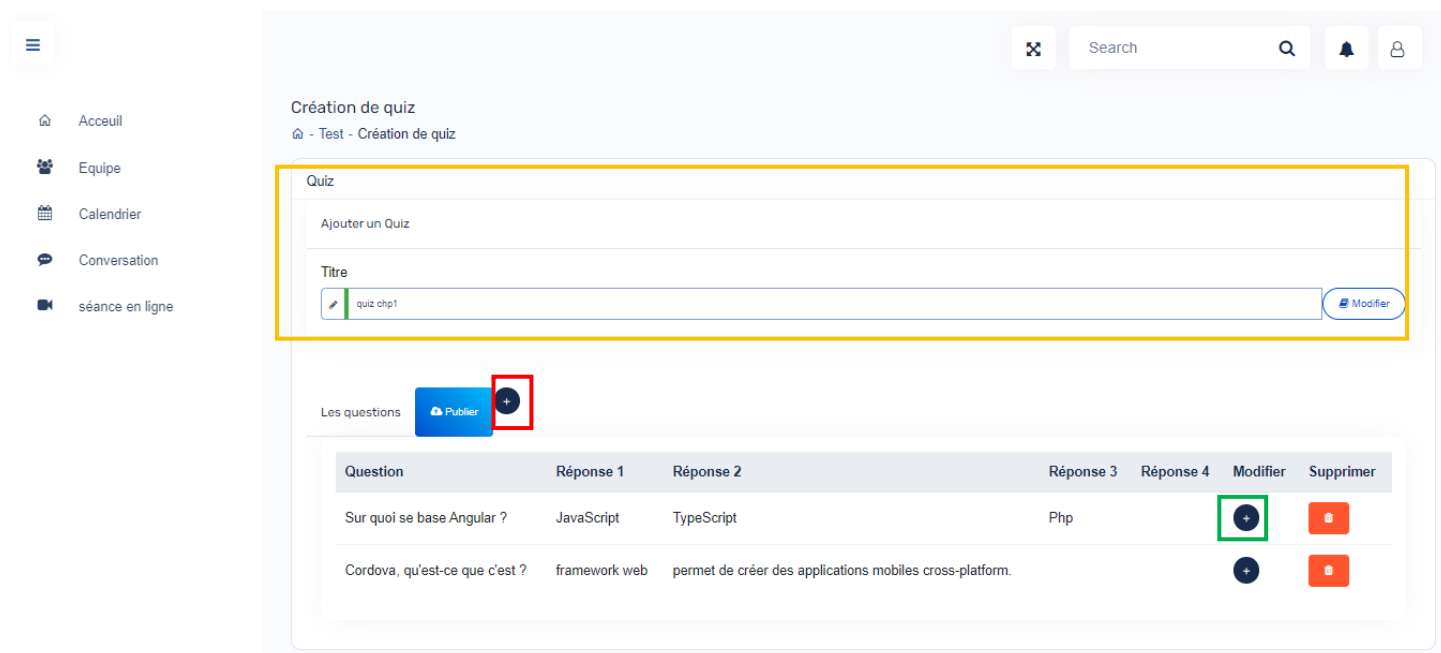 Search
Acceuil
Equipe
Calendrier
Conversation
séance en ligne
Création de quiz
- Test - Création de quiz
Quiz
Ajouter un Quiz
Titre
quiz chp1 Modifier
Les questions Publier +
Question Réponse 1 Réponse 2 Réponse 3 Réponse 4 Modifier Supprimer
Sur quoi se base Angular ? JavaScript TypeScript Php +
Cordova, qu'est-ce que c'est ? framework web permet de créer des applications mobiles cross-platform. +